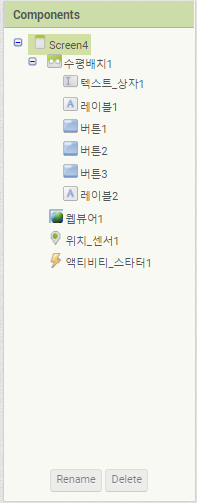 Components
Screen4
수평배치1
텍스트_상자1
레이블1
버튼1
버튼2
버튼3
레이블2
웹뷰어1
위치_센서1
액티비티_스타터1
Rename Delete